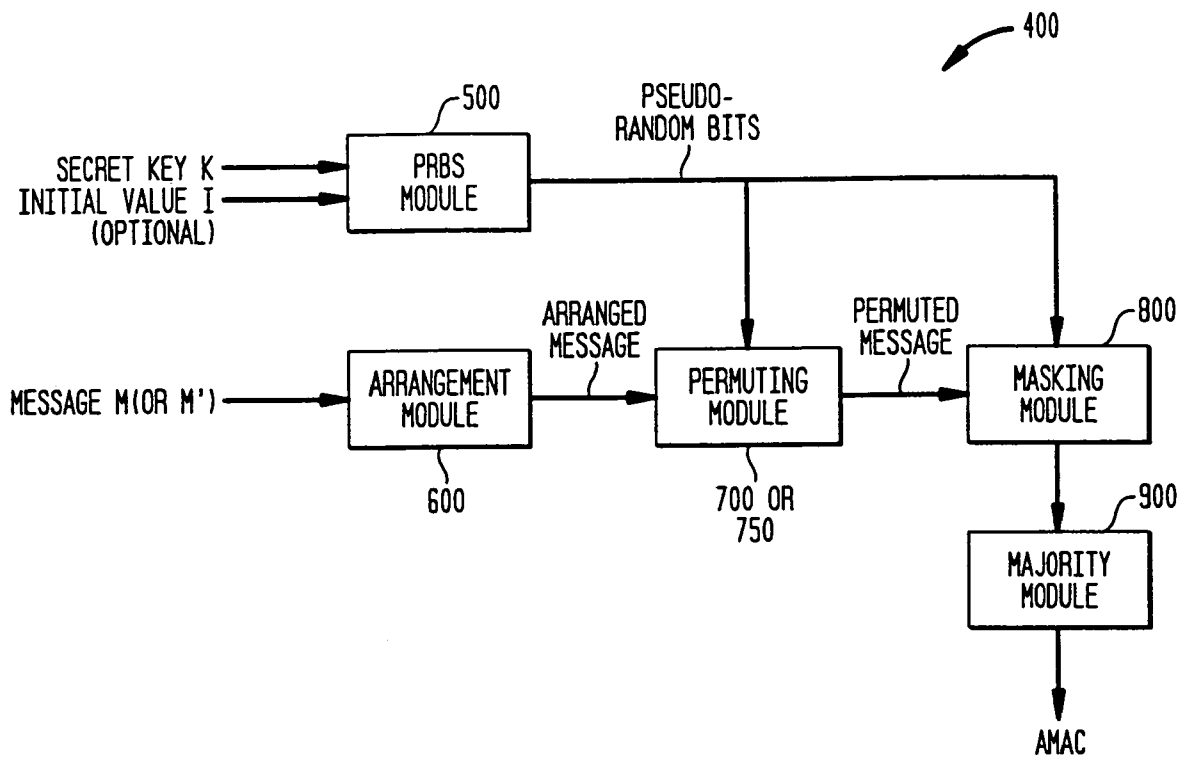 400
500
PSEUDO-
RANDOM BITS
SECRET KEY K
INITIAL VALUE I
(OPTIONAL)
PRBS
MODULE
ARRANGED
MESSAGE
PERMUTED
MESSAGE
800
MESSAGE M(OR M')
ARRANGEMENT
MODULE
PERMUTING
MODULE
MASKING
MODULE
600
700 OR
750
900
MAJORITY
MODULE
AMAC